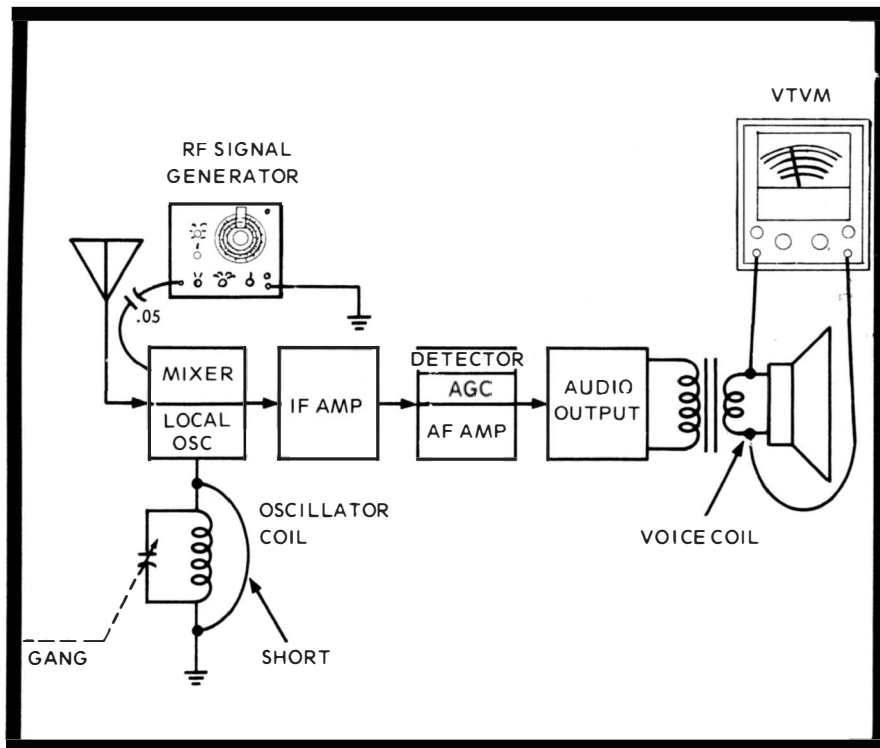 VTVM
RF SIGNAL
GENERATOR
.05
MIXER
LOCAL
OSC
IF AMP
DETECTOR
AGC
AF AMP
AUDIO
OUTPUT
OSCILLATOR
COIL
VOICE COIL
GANG
SHORT